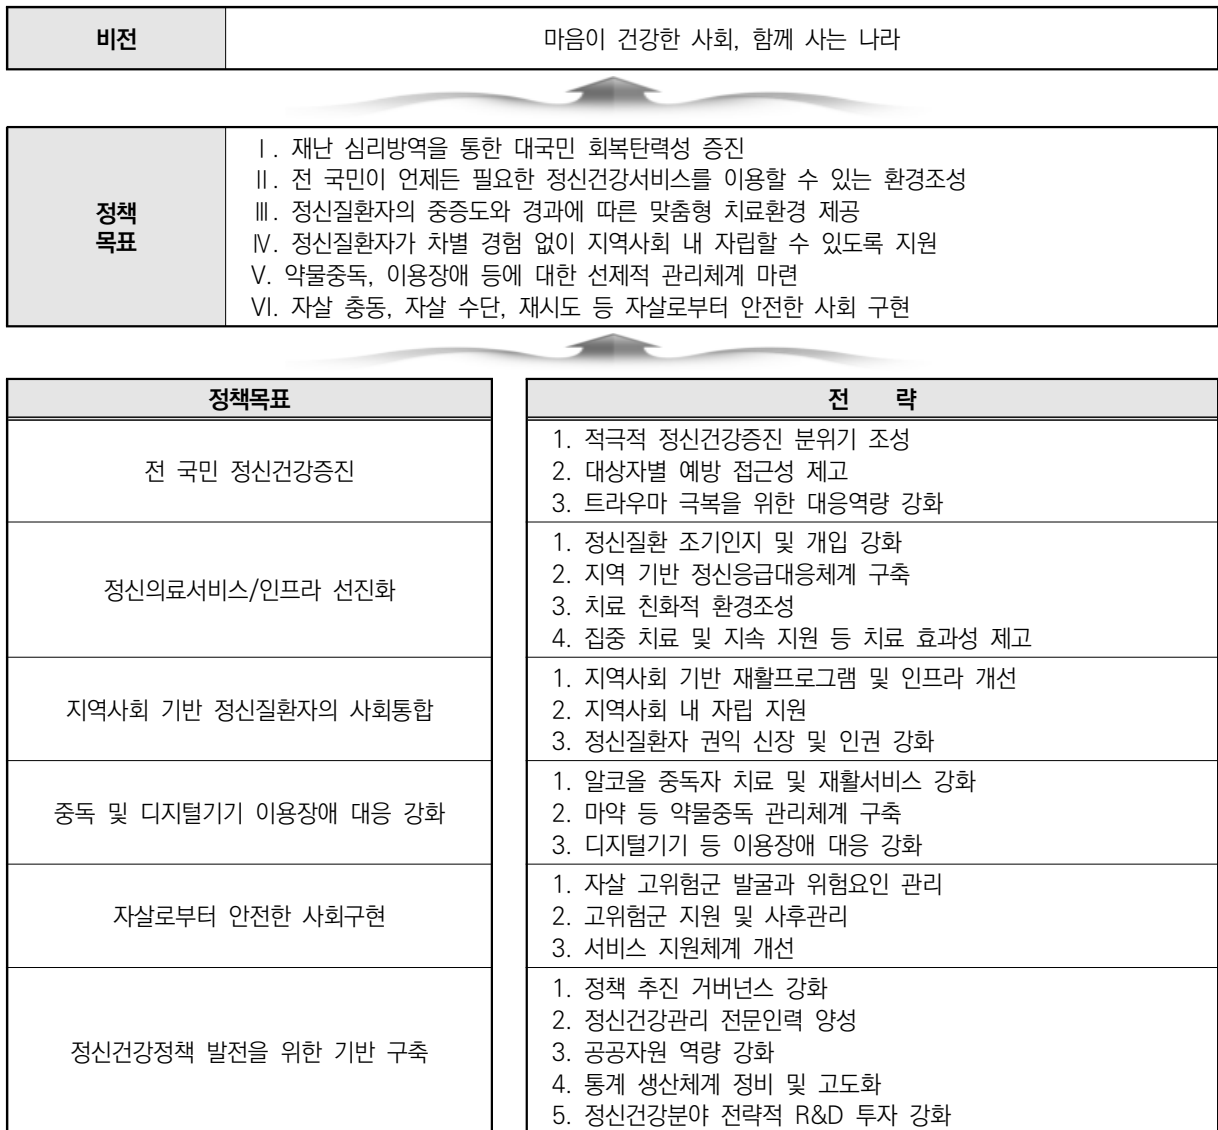 비전
마음이 건강한 사회, 함께 사는 나라
정책
목표
Ⅰ. 재난 심리방역을 통한 대국민 회복탄력성 증진
Ⅱ. 전 국민이 언제든 필요한 정신건강서비스를 이용할 수 있는 환경조성
Ⅲ. 정신질환자의 중증도와 경과에 따른 맞춤형 치료환경 제공
Ⅳ. 정신질환자가 차별 경험 없이 지역사회 내 자립할 수 있도록 지원
Ⅴ. 약물중독, 이용장애 등에 대한 선제적 관리체계 마련
Ⅵ. 자살 충동, 자살 수단, 재시도 등 자살로부터 안전한 사회 구현
정책목표
전 략
전 국민 정신건강증진
1. 적극적 정신건강증진 분위기 조성
2. 대상자별 예방 접근성 제고
3. 트라우마 극복을 위한 대응역량 강화
정신의료서비스/인프라 선진화
1. 정신질환 조기인지 및 개입 강화
2. 지역 기반 정신응급대응체계 구축
3. 치료 친화적 환경조성
4. 집중 치료 및 지속 지원 등 치료 효과성 제고
지역사회 기반 정신질환자의 사회통합
1. 지역사회 기반 재활프로그램 및 인프라 개선
2. 지역사회 내 자립 지원
3. 정신질환자 권익 신장 및 인권 강화
중독 및 디지털기기 이용장애 대응 강화
1. 알코올 중독자 치료 및 재활서비스 강화
2. 마약 등 약물중독 관리체계 구축
3. 디지털기기 등 이용장애 대응 강화
자살로부터 안전한 사회구현
1. 자살 고위험군 발굴과 위험요인 관리
2. 고위험군 지원 및 사후관리
3. 서비스 지원체계 개선
정신건강정책 발전을 위한 기반 구축
1. 정책 추진 거버넌스 강화
2. 정신건강관리 전문인력 양성
3. 공공자원 역량 강화
4. 통계 생산체계 정비 및 고도화
5. 정신건강분야 전략적 R&D 투자 강화